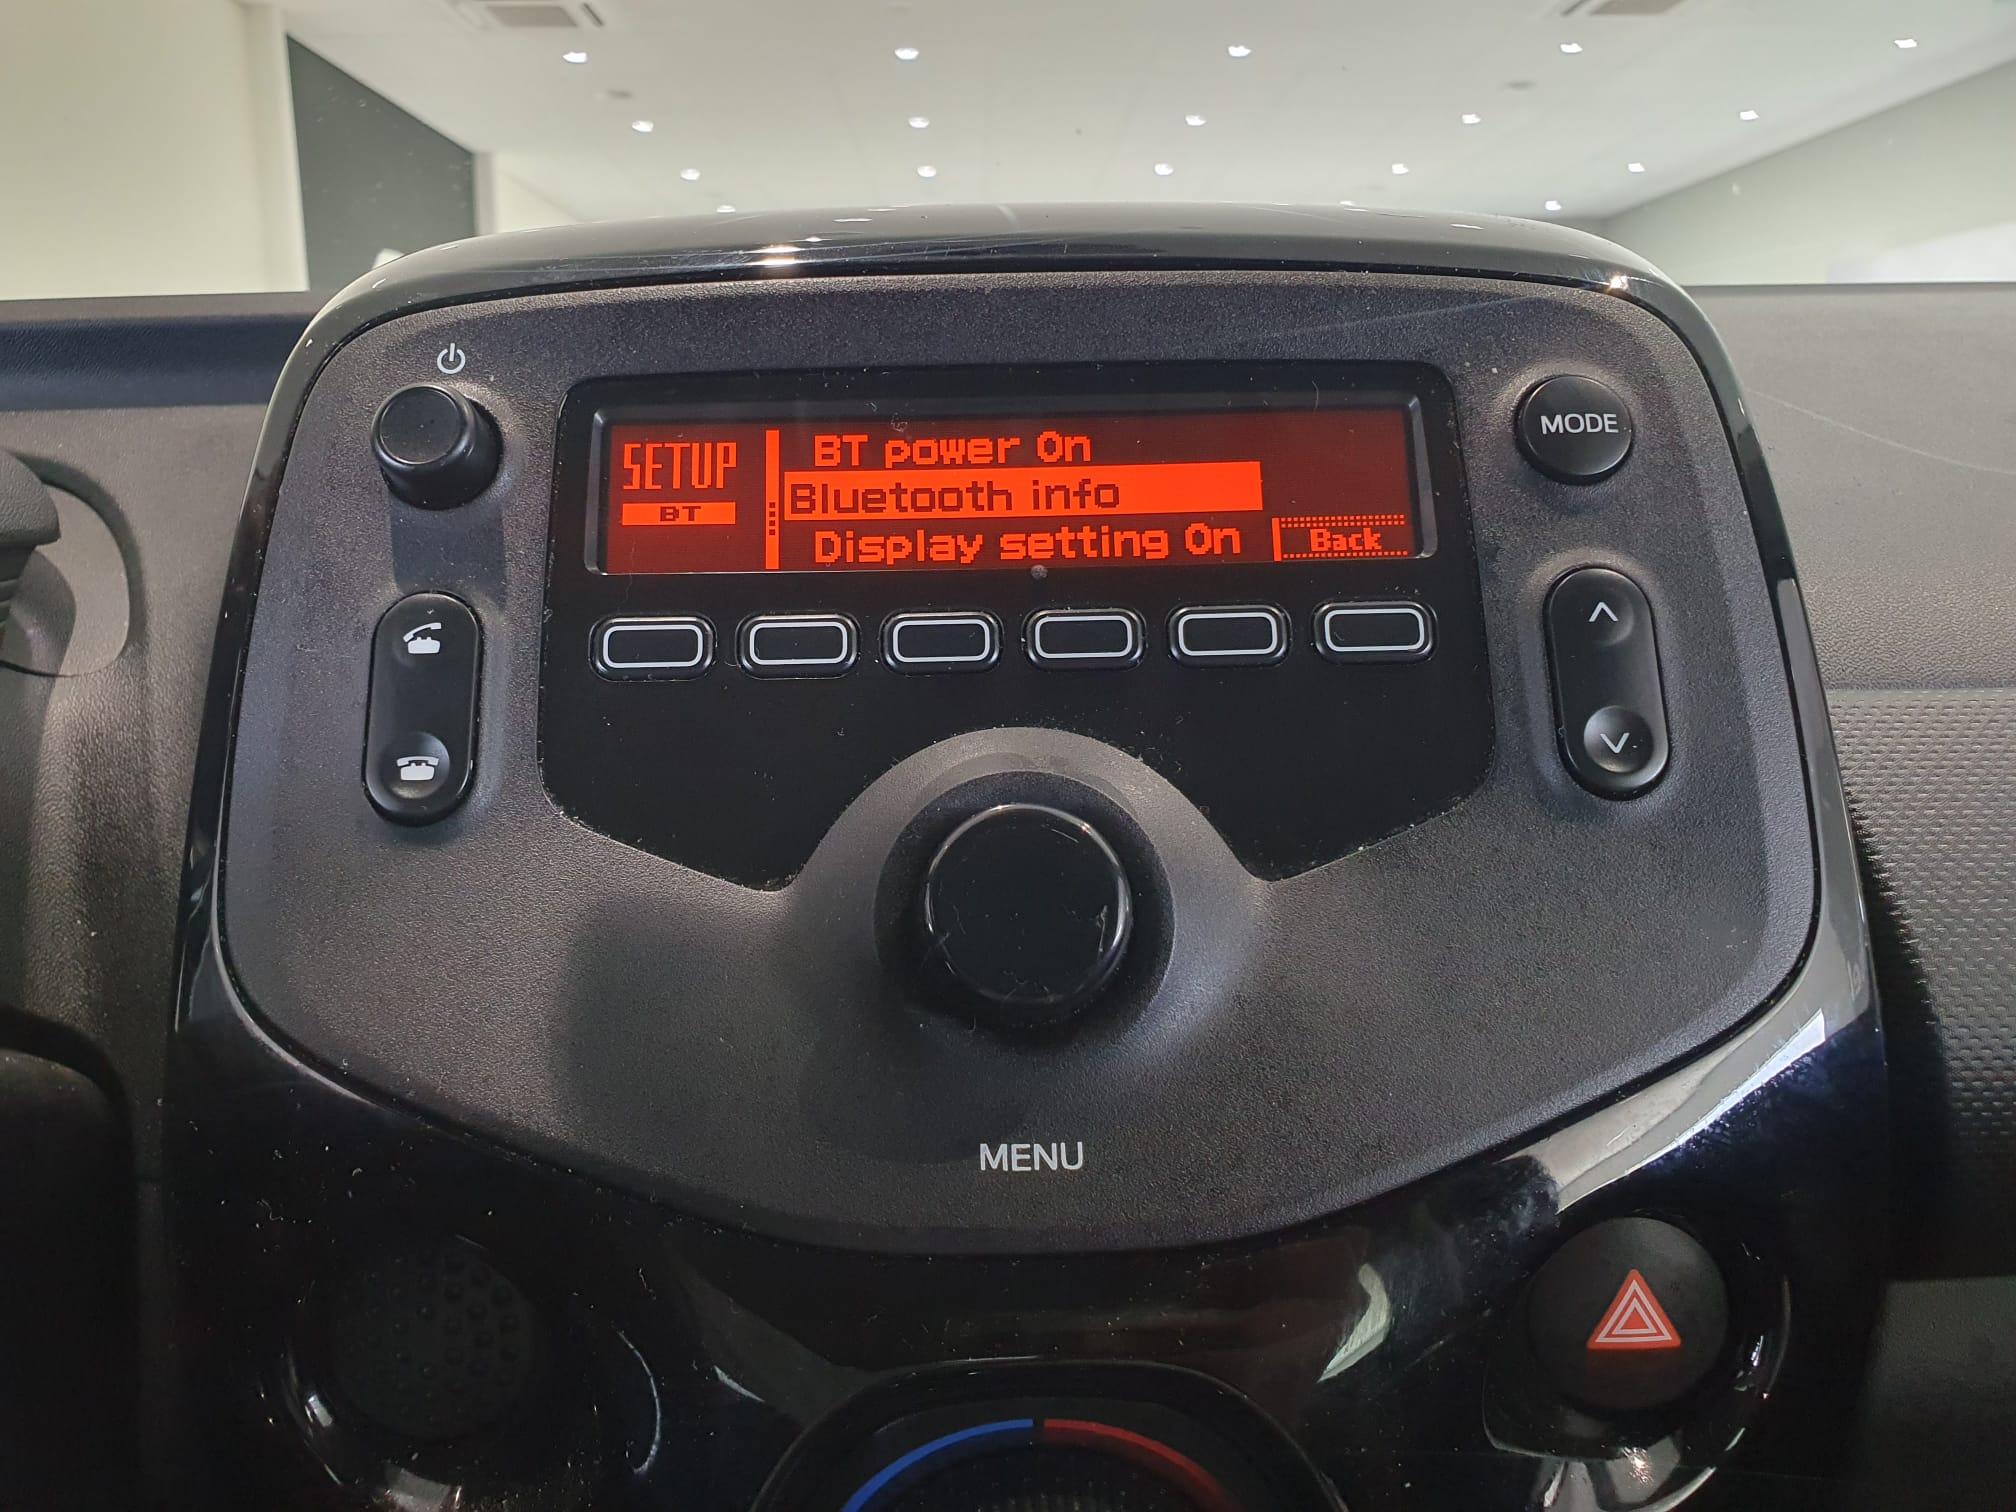 SETUP
BT
BT power On
Bluetooth info
Display setting On
Back
MODE
MENU